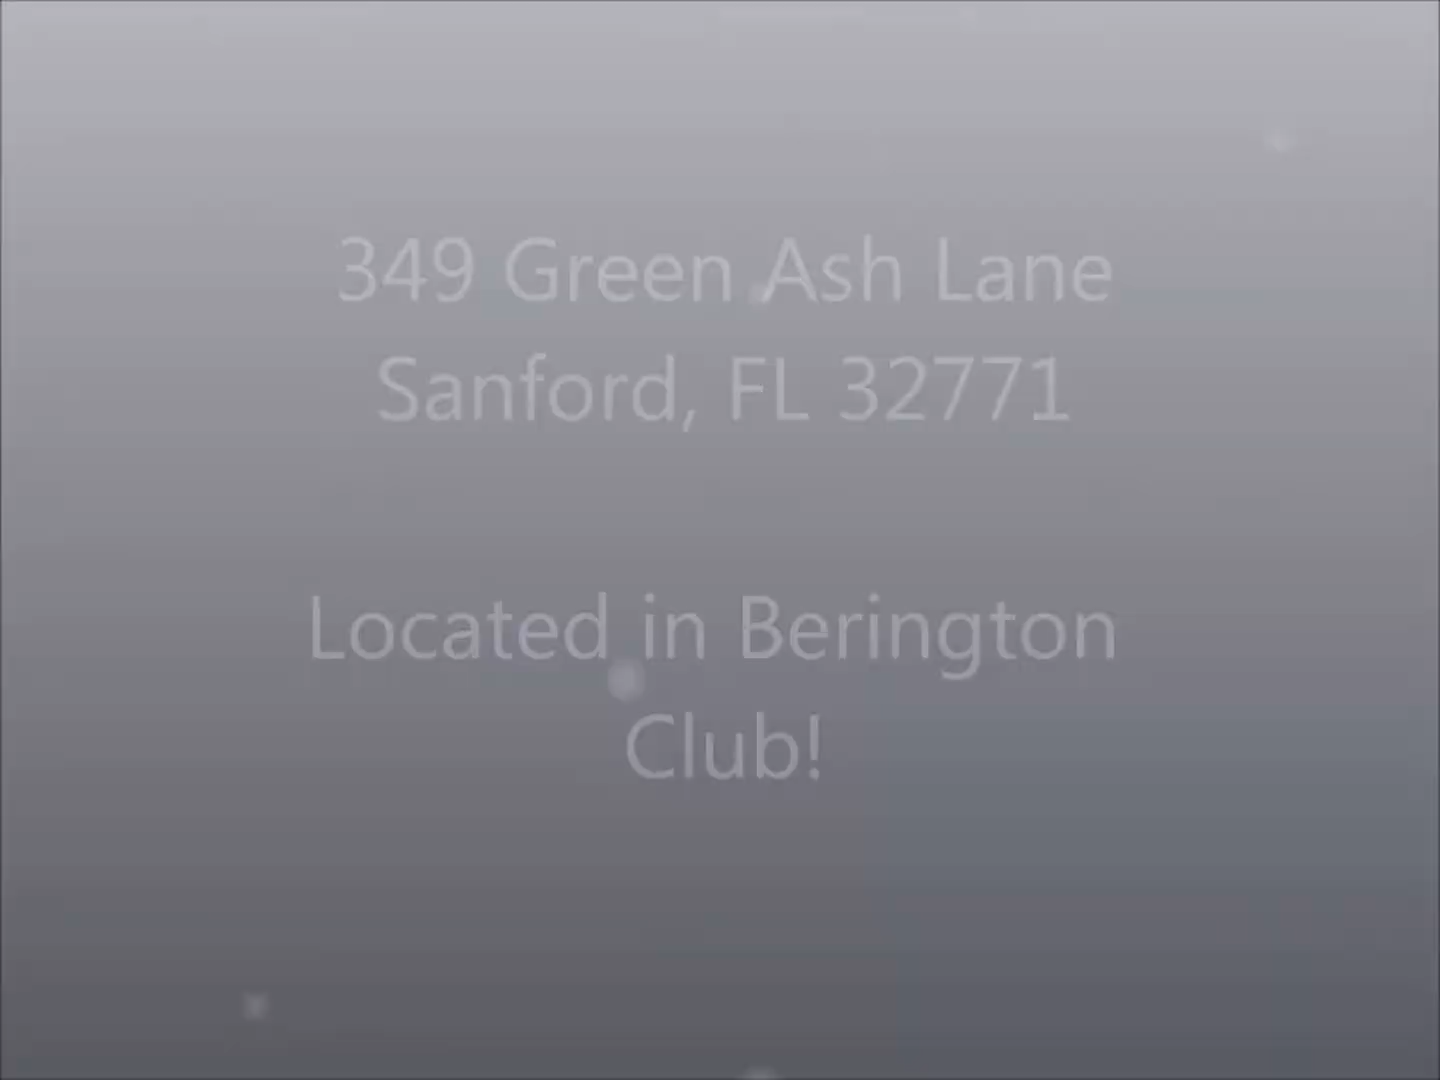 349 Green Ash Lane
Sanford, FL 32771
Located in Berington
Club!